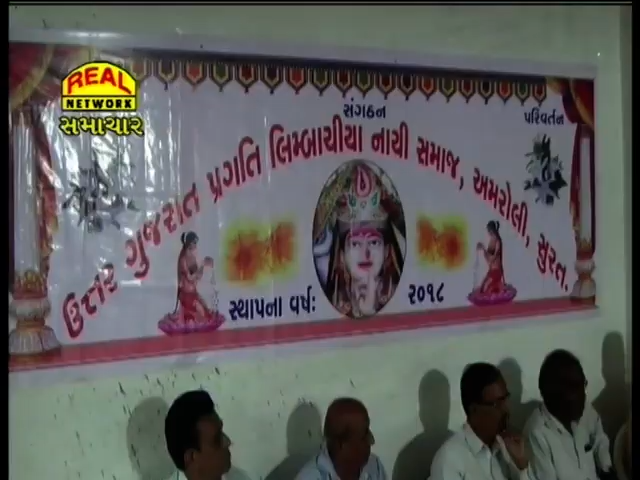 REAL
NETWORK
સમાચાર
સંગઠન
પરિવર્તન
ઉત્તર ગુજરાત પ્રગતિ લિમ્બાચીયા નાયી સમાજ, અમરોલી, સુરત.
સ્થાપના વર્ષઃ ૨૦૧૮